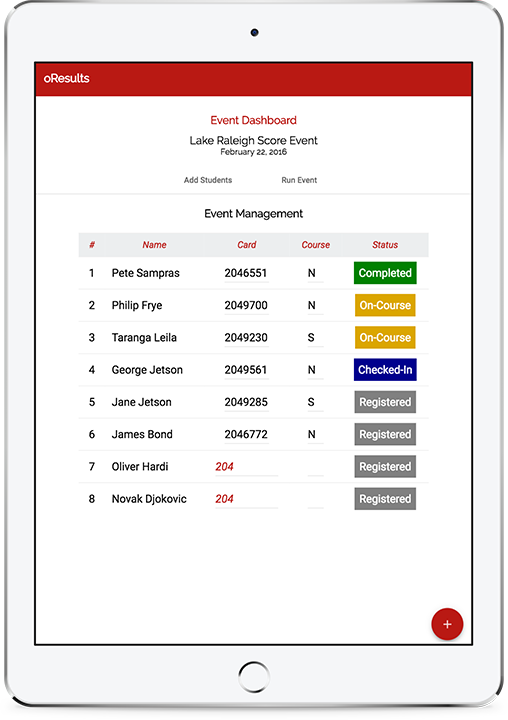 oResults
Event Dashboard
Lake Raleigh Score Event
February 22, 2016
Add Students Run Event
Event Management
# Name Card Course Status
1 Pete Sampras 2046551 N Completed
2 Philip Frye 2049700 N On-Course
3 Taranga Leila 2049230 S On-Course
4 George Jetson 2049561 N Checked-In
5 Jane Jetson 2049285 S Registered
6 James Bond 2046772 N Registered
7 Oliver Hardi 204 Registered
8 Novak Djokovic 204 Registered
+